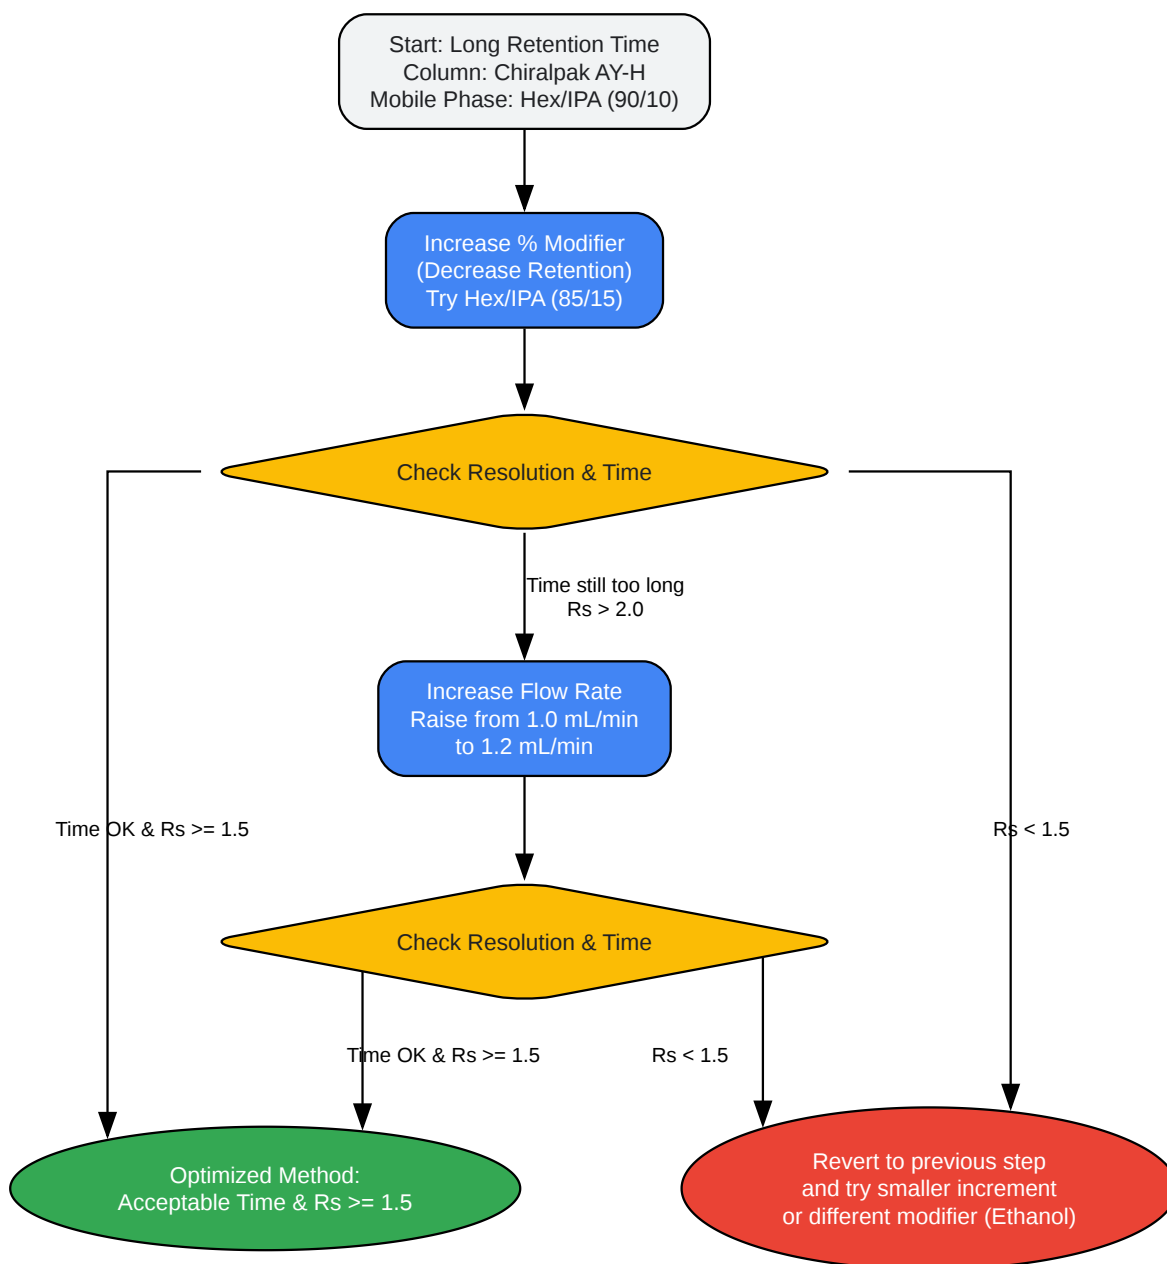 Start: Long Retention Time
Column: Chiralpak AY-H
Mobile Phase: Hex/IPA (90/10)
Increase % Modifier
(Decrease Retention)
Try Hex/IPA (85/15)
Check Resolution & Time
Time still too long
Rs > 2.0
Increase Flow Rate
Raise from 1.0 mL/min
to 1.2 mL/min
Time OK & Rs >= 1.5
Rs < 1.5
Check Resolution & Time
Time OK & Rs >= 1.5
Rs < 1.5
Optimized Method:
Acceptable Time & Rs >= 1.5
Revert to previous step
and try smaller increment
or different modifier (Ethanol)